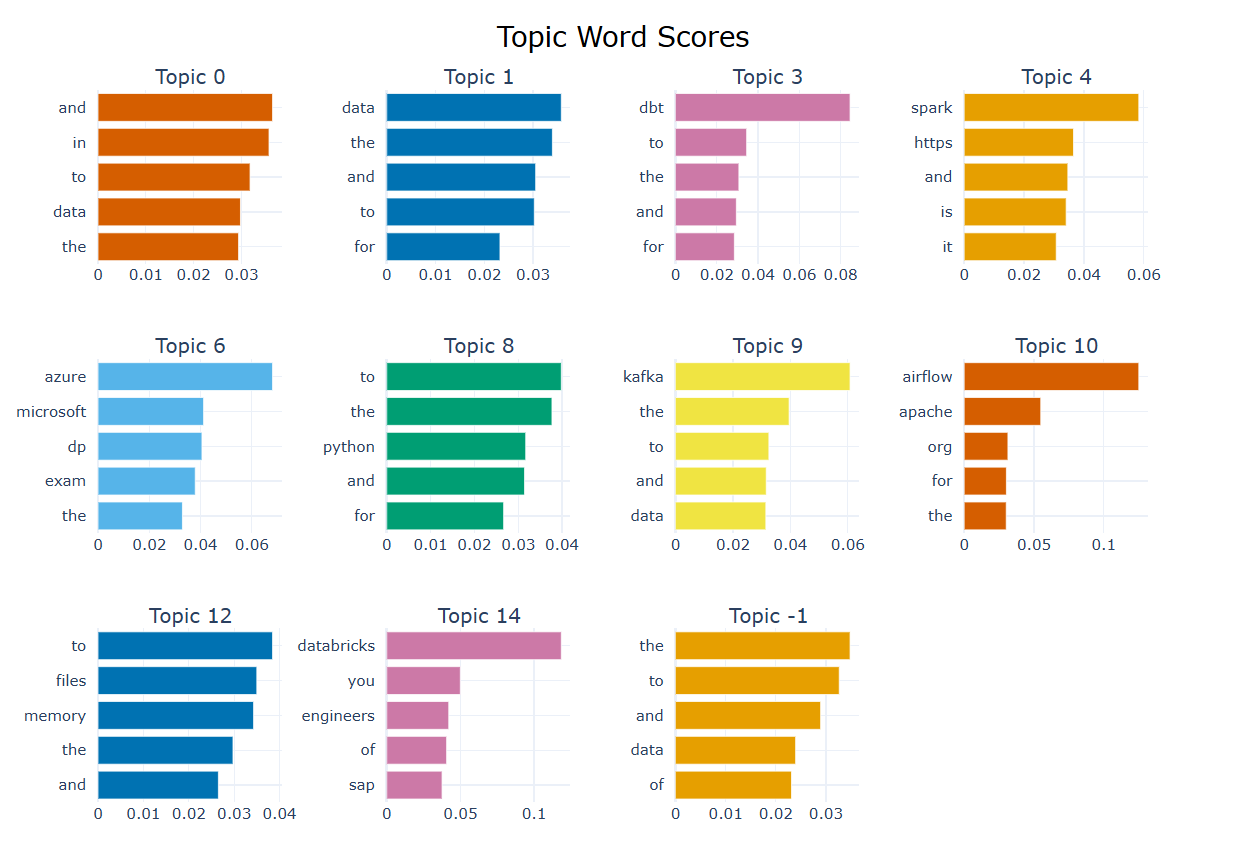 Topic Word Scores
Topic 0
and
in
to
data
the
0 0.01 0.02 0.03
Topic 1
data
the
and
to
for
0 0.01 0.02 0.03
Topic 3
dbt
to
the
and
for
0 0.02 0.04 0.06 0.08
Topic 4
spark
https
and
is
it
0 0.02 0.04 0.06
Topic 6
azure
microsoft
dp
exam
the
0 0.02 0.04 0.06
Topic 8
to
the
python
and
for
0 0.01 0.02 0.03 0.04
Topic 9
kafka
the
to
and
data
0 0.02 0.04 0.06
Topic 10
airflow
apache
org
for
the
0 0.05 0.1
Topic 12
to
files
memory
the
and
0 0.01 0.02 0.03 0.04
Topic 14
databricks
you
engineers
of
sap
0 0.05 0.1
Topic -1
the
to
and
data
of
0 0.01 0.02 0.03